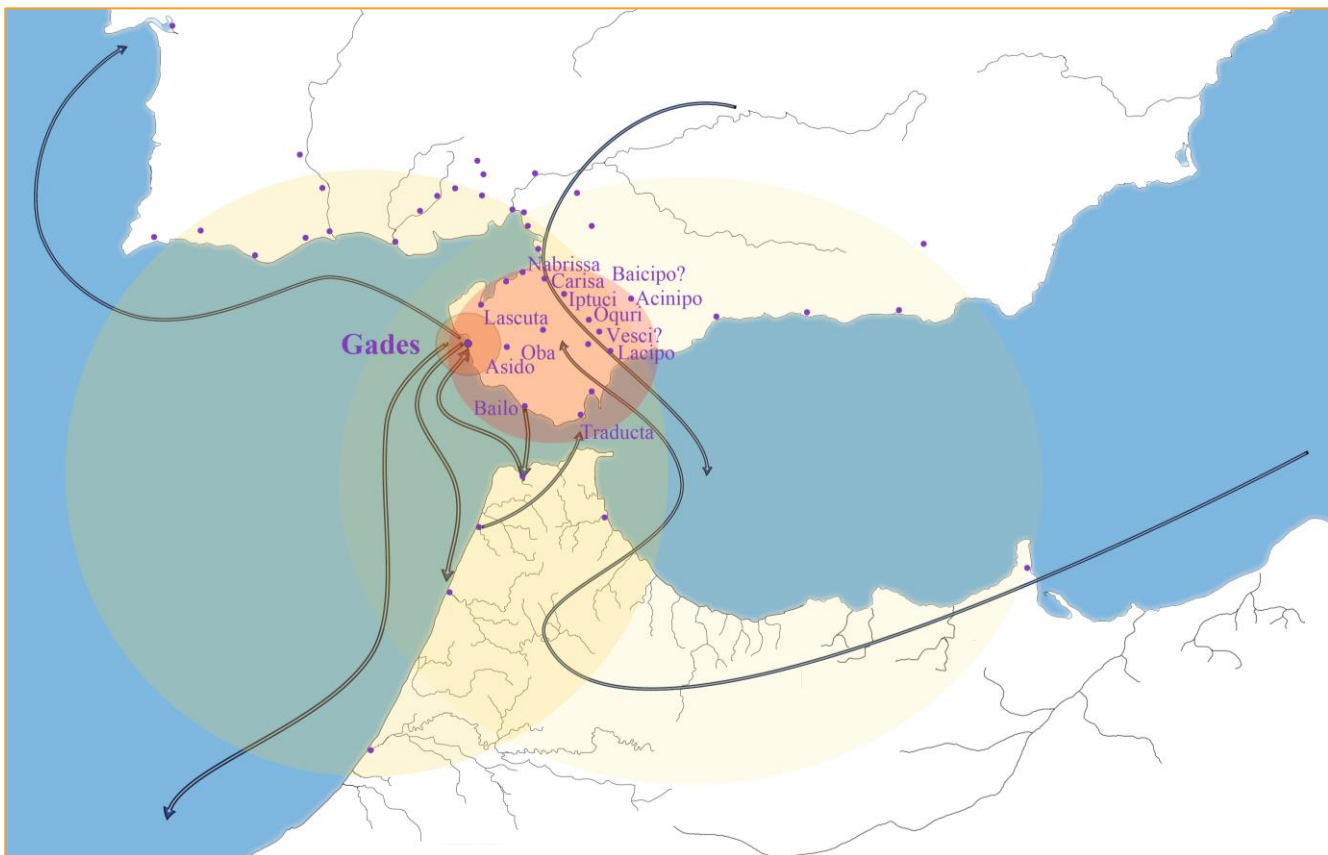 Nabrissa
Baicipo?
Carisa
Iptuci
Acinipo
Lascuta
Oquri
Vesci?
Gades
Oba
Lacipo
Asido
Bailo
Traducta